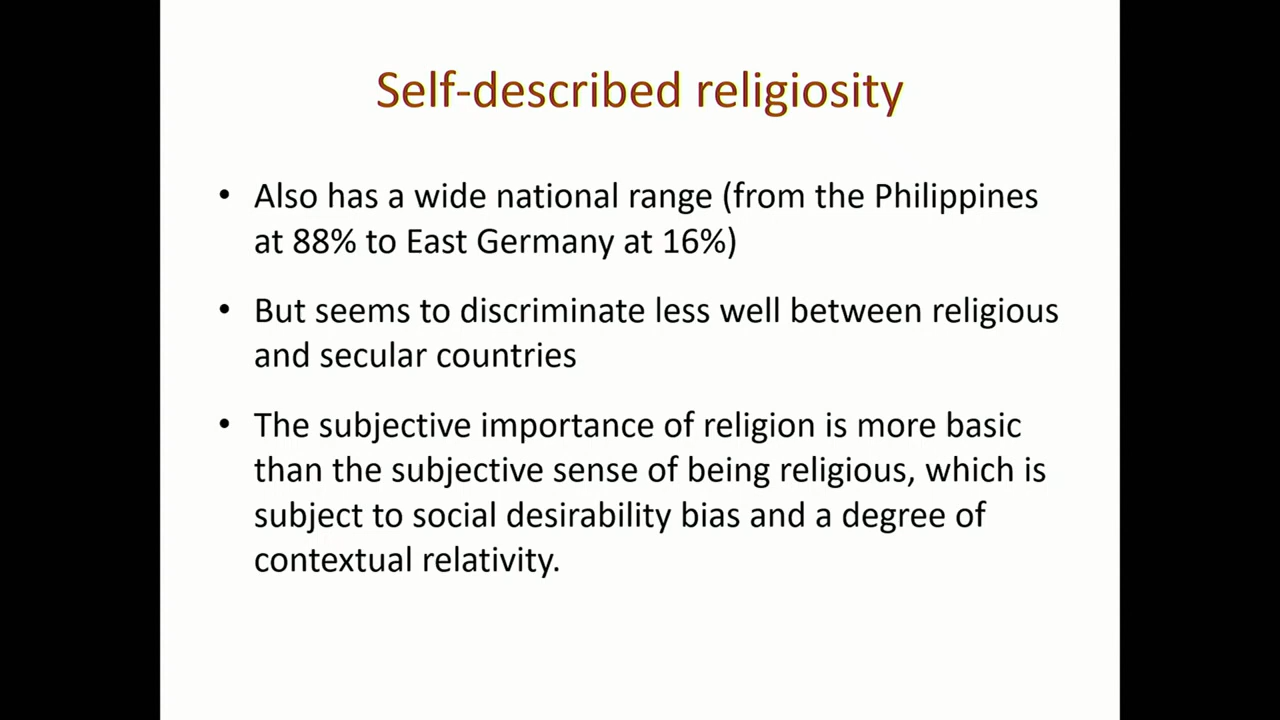 Self-described religiosity
• Also has a wide national range (from the Philippines
at 88% to East Germany at 16%)
• But seems to discriminate less well between religious
and secular countries
• The subjective importance of religion is more basic
than the subjective sense of being religious, which is
subject to social desirability bias and a degree of
contextual relativity.